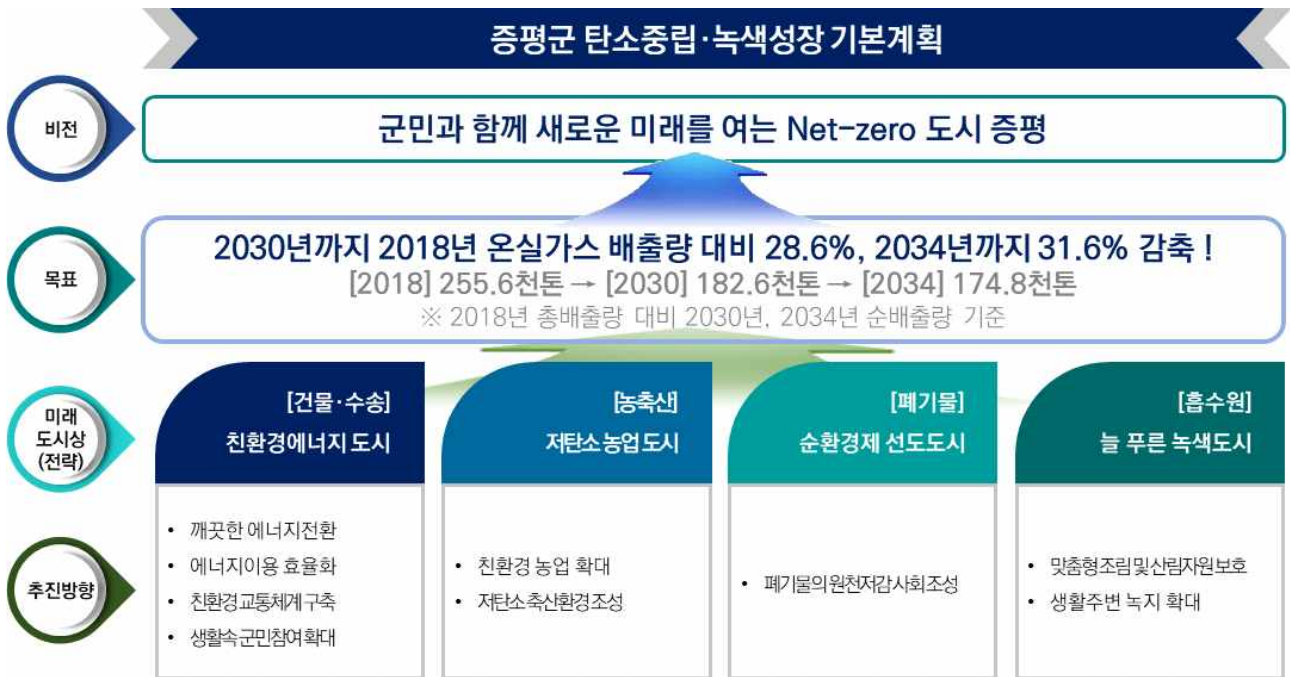 증평군 탄소중립·녹색성장 기본계획
비전
군민과 함께 새로운 미래를 여는 Net-zero 도시 증평
목표
2030년까지 2018년 온실가스 배출량 대비 28.6%, 2034년까지 31.6% 감축 !
[2018] 255.6천톤 → [2030] 182.6천톤 → [2034] 174.8천톤
※ 2018년 총배출량 대비 2030년, 2034년 순배출량 기준
미래
도시상
(전략)
[건물·수송]
친환경에너지 도시
[농축산]
저탄소농업도시
[폐기물]
순환경제 선도도시
[흡수원]
늘 푸른 녹색도시
추진방향
• 깨끗한 에너지전환
• 에너지이용 효율화
• 친환경교통체계구축
• 생활속군민참여확대
• 친환경 농업 확대
• 저탄소축산환경조성
• 폐기물의원천저감사회조성
• 맞춤형조림및산림자원보호
• 생활주변 녹지 확대